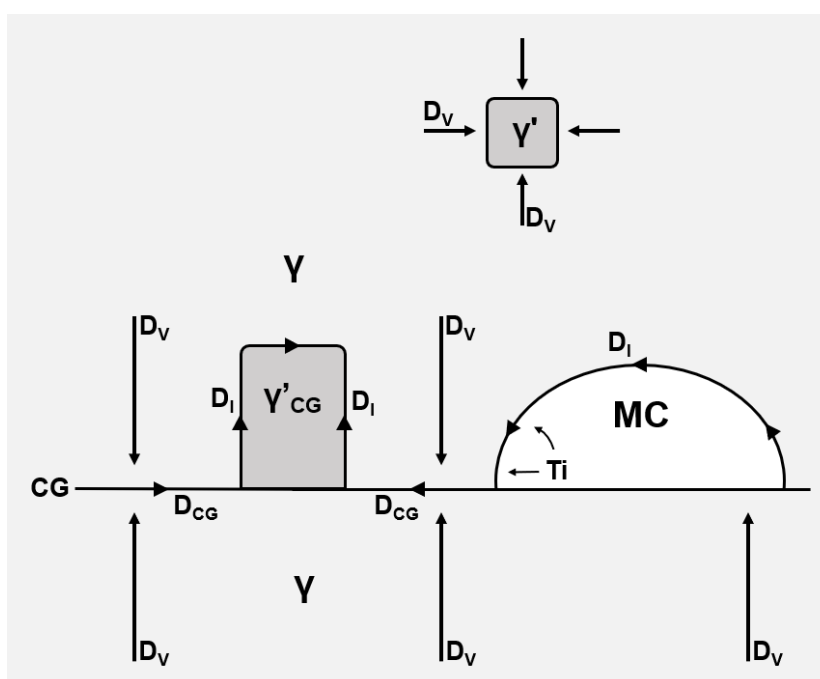 D_V
γ'
D_V
γ
D_V
D_V
D_I
D_I
γ’_CG
D_I
MC
Ti
CG
D_CG
D_CG
γ
D_V
D_V
D_V